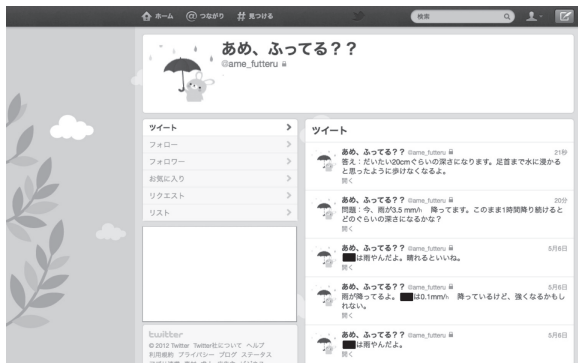 ホーム @ つながり # 見つける
検索
あめ、ふってる？？
@ame_futteru
ツイート
フォロー
フォロワー
お気に入り
リクエスト
リスト
twitter
© 2012 Twitter Twitter社について ヘルプ
利用規約 プライバシー ブログ ステータス
ツイート
あめ、ふってる？？ @ame_futteru 21秒
答え：だいたい20cmぐらいの深さになります。足首まで水に浸かる
と思ったように歩けなくなるよ。
開く
あめ、ふってる？？ @ame_futteru 20分
問題：今、雨が3.5 mm/h 降ってます。このまま1時間降り続けると
どのぐらいの深さになるかな？
開く
あめ、ふってる？？ @ame_futteru 5月6日
は雨やんだよ。晴れるといいね。
開く
あめ、ふってる？？ @ame_futteru 5月6日
雨が降ってるよ。は0.1mm/h 降っているけど、強くなるかもし
れない。
開く
あめ、ふってる？？ @ame_futteru 5月6日
は雨やんだよ。
開く